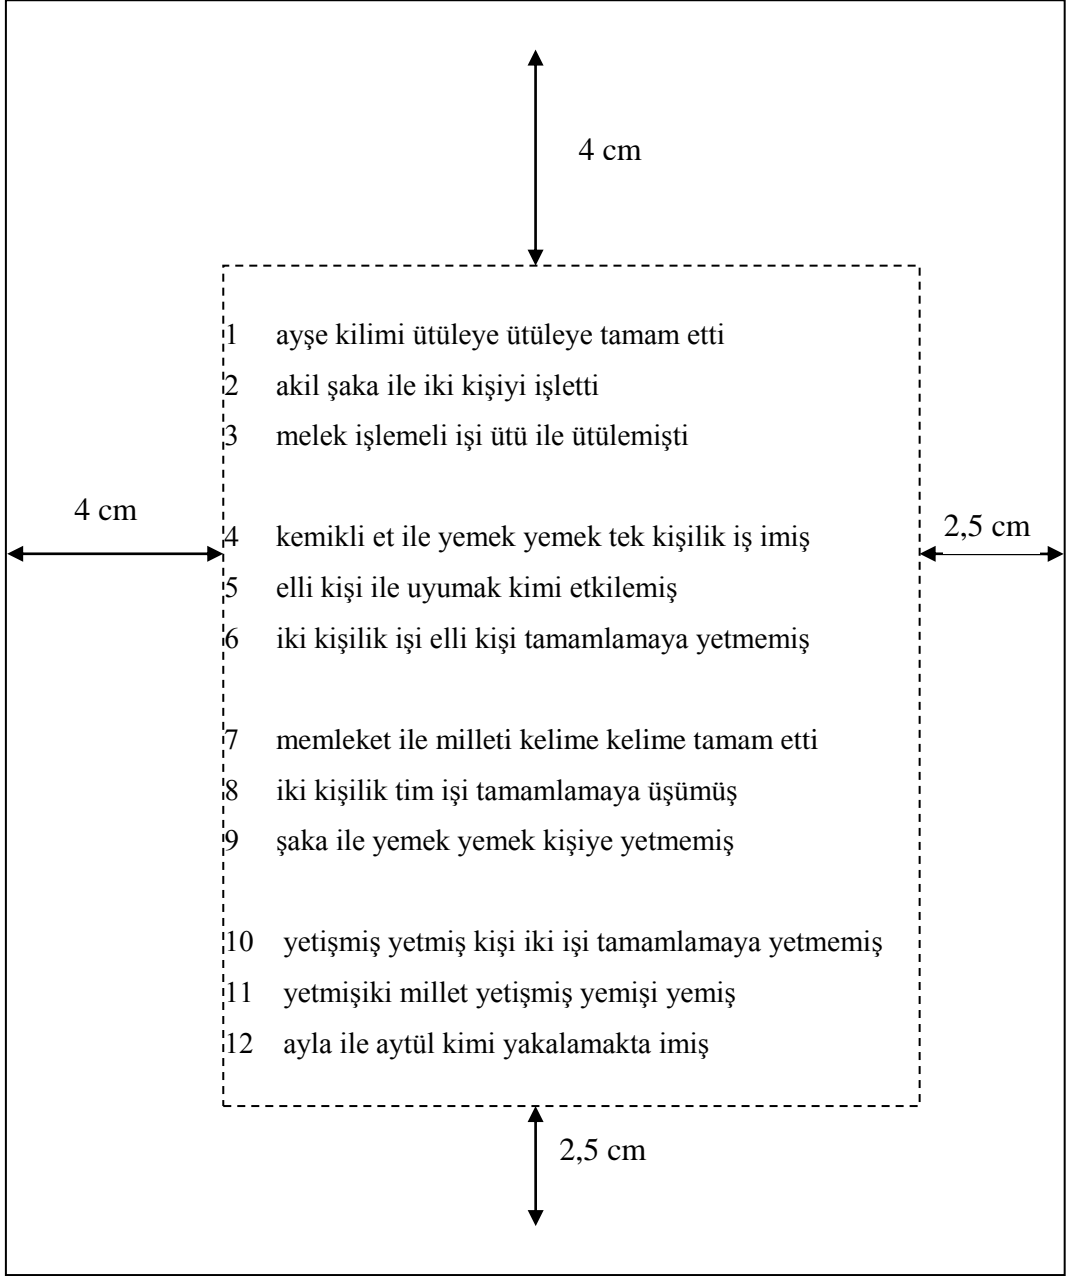 4 cm
1 ayşe kilimi ütüleye ütüleye tamam etti
2 akil şaka ile iki kişiyi işletti
3 melek işlemeli işi ütü ile ütülemişti
4 cm
2,5 cm
4 kemikli et ile yemek yemek tek kişilik iş imiş
5 elli kişi ile uyumak kimi etkilemiş
6 iki kişilik işi elli kişi tamamlamaya yetmemiş
7 memleket ile milleti kelime kelime tamam etti
8 iki kişilik tim işi tamamlamaya üşümüş
9 şaka ile yemek yemek kişiye yetmemiş
10 yetişmiş yetmiş kişi iki işi tamamlamaya yetmemiş
11 yetmişiki millet yetişmiş yemişi yemiş
12 ayla ile aytül kimi yakalamakta imiş
2,5 cm